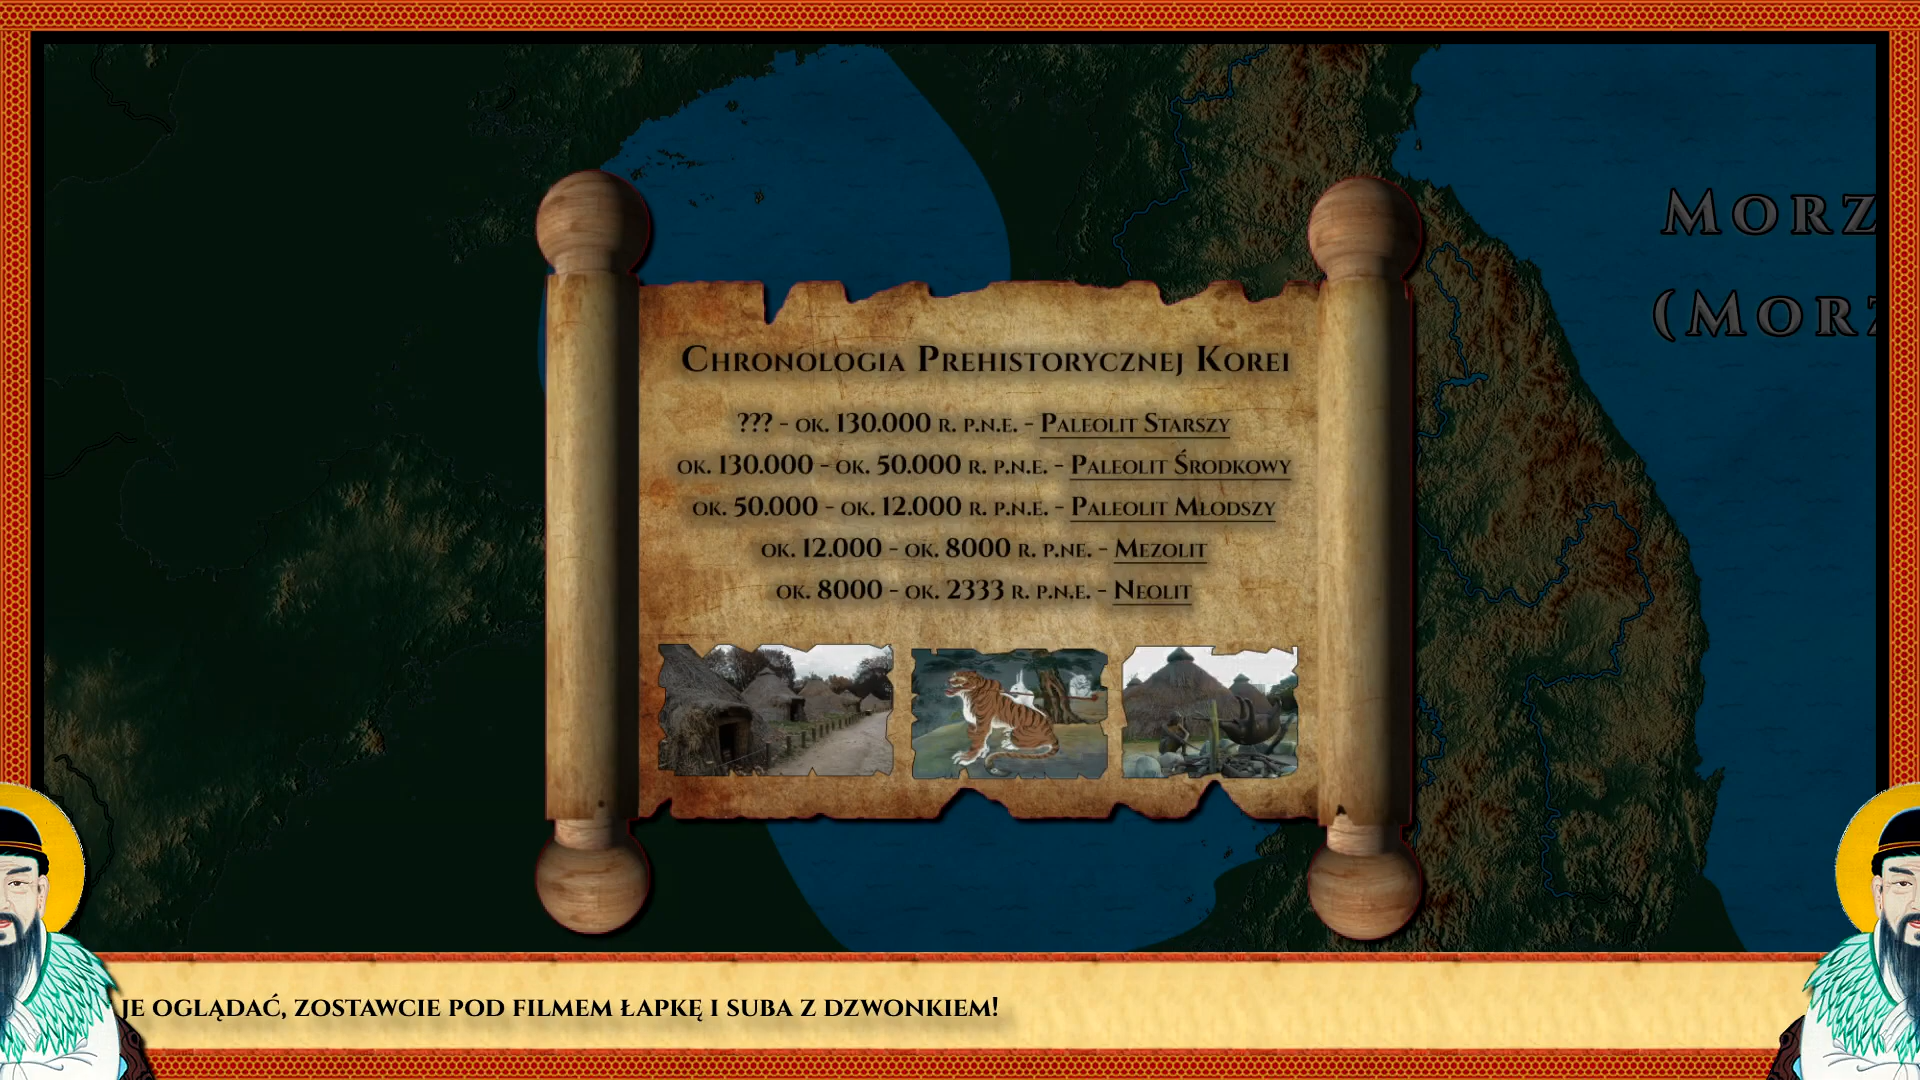 Morz
(Morz
Chronologia Prehistorycznej Korei
??? - ok. 130.000 r. p.n.e. - Paleolit Starszy
ok. 130.000 - ok. 50.000 r. p.n.e. - Paleolit Środkowy
ok. 50.000 - ok. 12.000 r. p.n.e. - Paleolit Młodszy
ok. 12.000 - ok. 8000 r. p.ne. - Mezolit
ok. 8000 - ok. 2333 r. p.n.e. - Neolit
je oglądać, zostawcie pod filmem łapkę i suba z dzwonkiem!